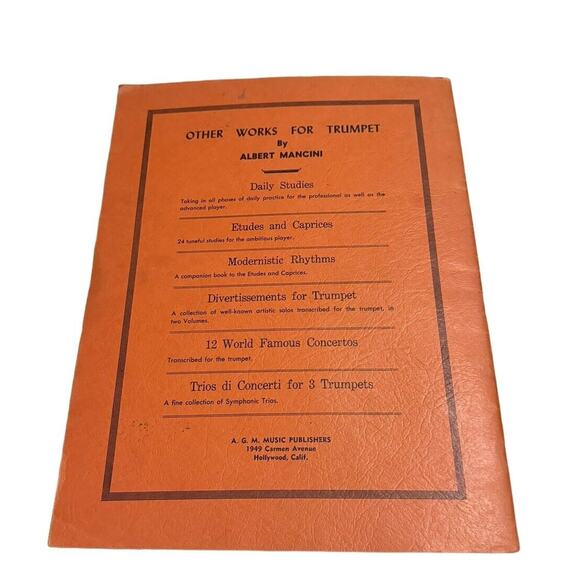 OTHER WORKS FOR TRUMPET
By
ALBERT MANCINI
Daily Studies
Taking in all phases of daily practice for the professional as well as the
advanced player.
Etudes and Caprices
24 tuneful studies for the ambitious player.
Modernistic Rhythms
A companion book to the Etudes and Caprices.
Divertissements for Trumpet
A collection of well-known artistic solos transcribed for the trumpet, in
two Volumes.
12 World Famous Concertos
Transcribed for the trumpet.
Trios di Concerti for 3 Trumpets
A fine collection of Symphonic Trios.
A. G. M. MUSIC PUBLISHERS
1949 Carmen Avenue
Hollywood, Calif.